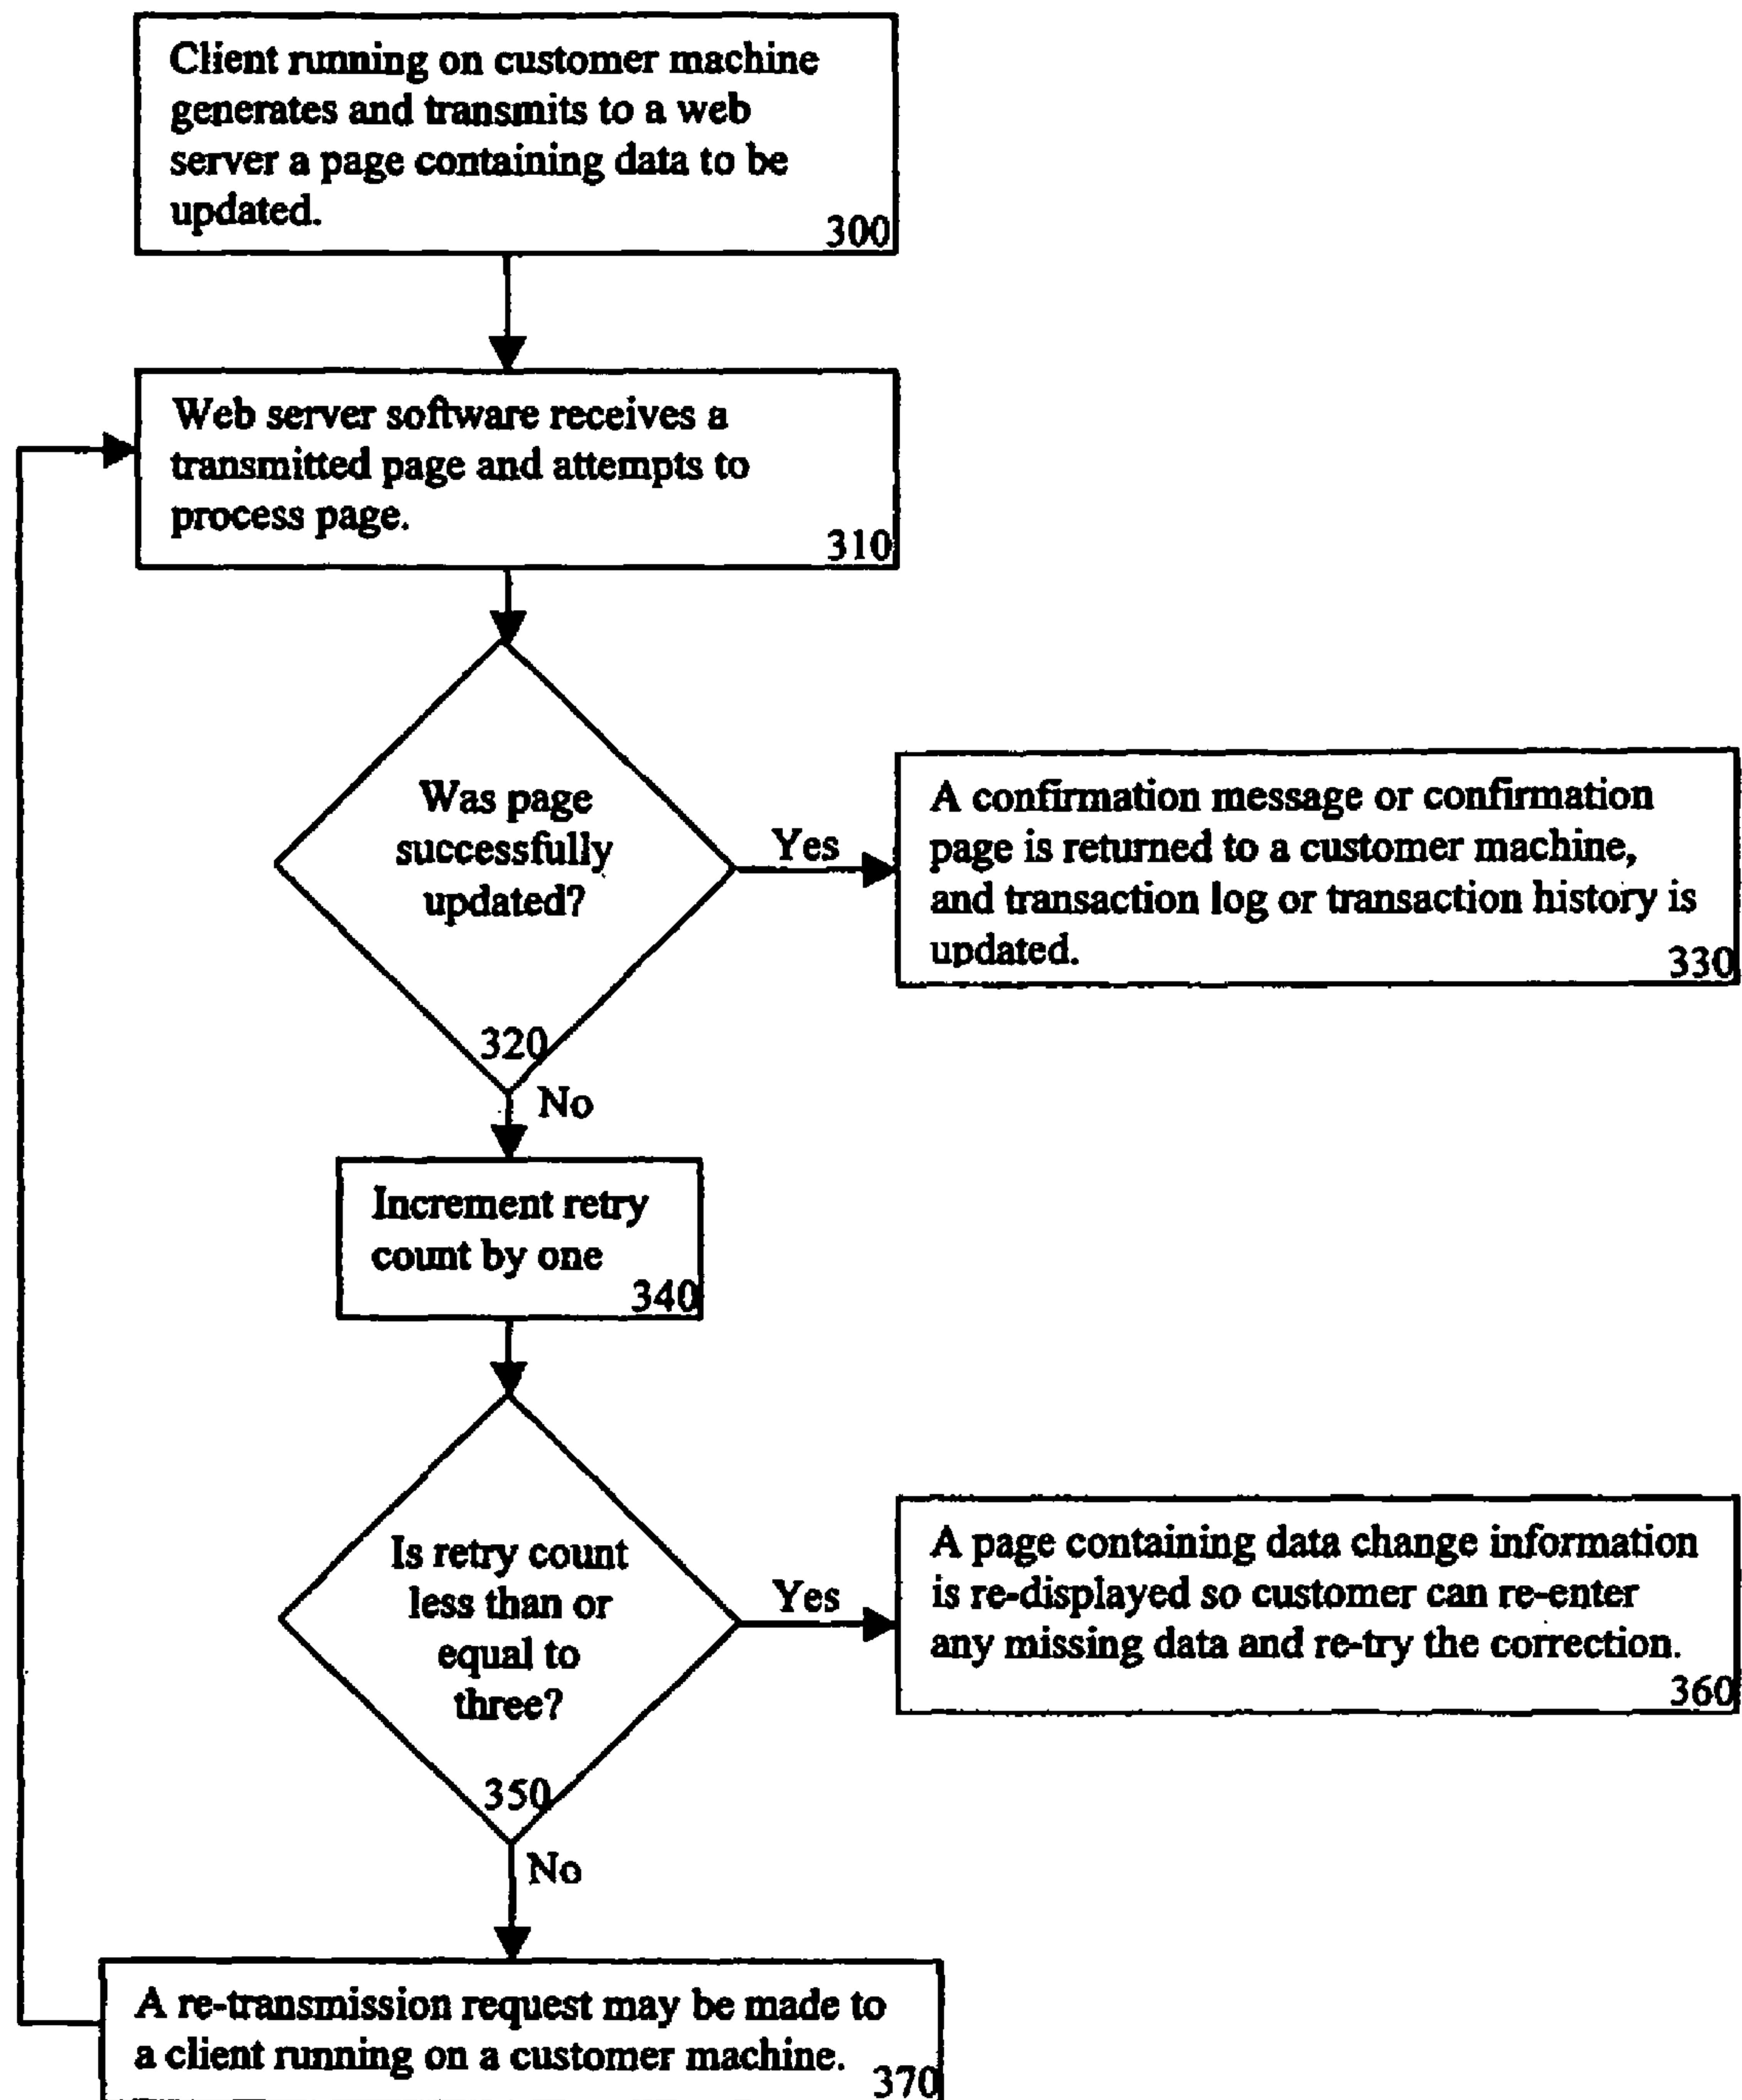 Client running on customer machine
generates and transmits to a web
server a page containing data to be
updated.
300
Web server software receives a
transmitted page and attempts to
process page.
310
Was page
successfully
updated?
320
Yes
A confirmation message or confirmation
page is returned to a customer machine,
and transaction log or transaction history is
updated.
330
No
Increment retry
count by one
340
Is retry count
less than or
equal to
three?
350
Yes
A page containing data change information
is re-displayed so customer can re-enter
any missing data and re-try the correction.
360
No
A re-transmission request may be made to
a client running on a customer machine.
370